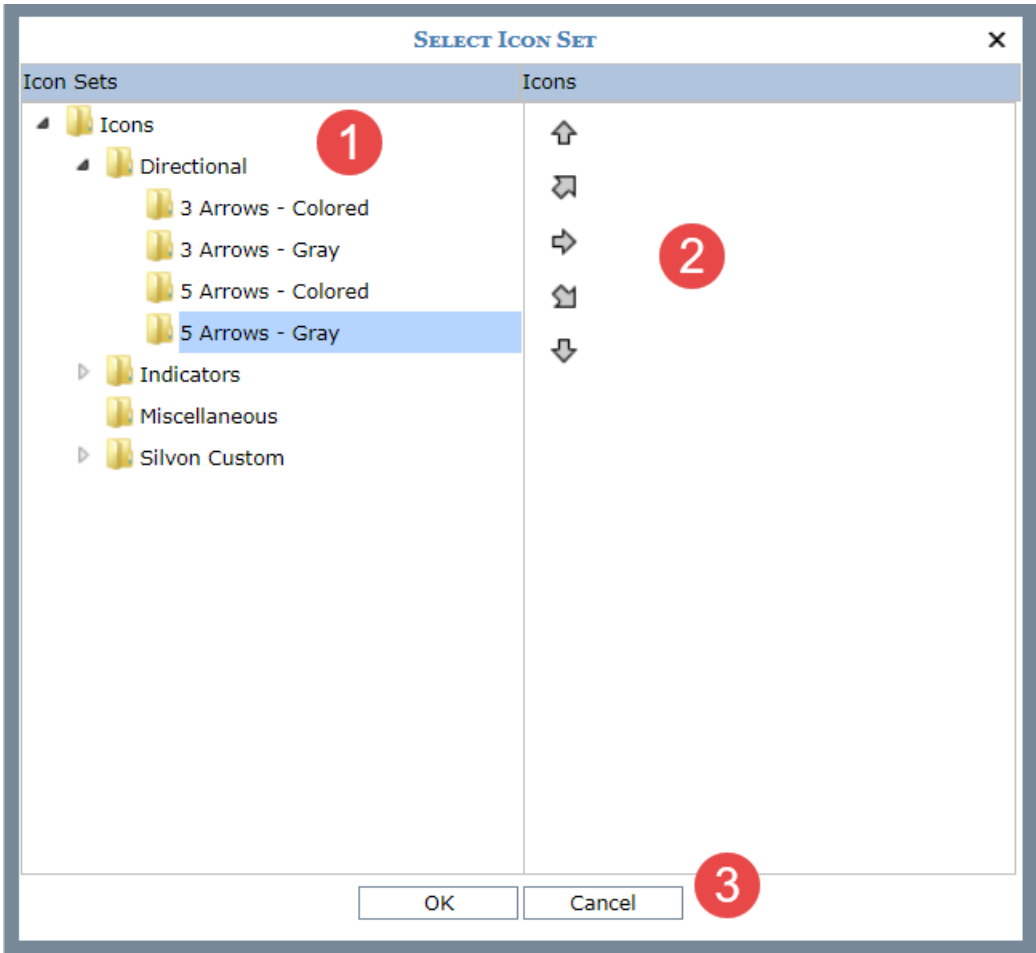 Select Icon Set
Icon Sets
Icons
Icons
1
Directional
3 Arrows - Colored
3 Arrows - Gray
2
5 Arrows - Colored
5 Arrows - Gray
Indicators
Miscellaneous
Silvon Custom
OK
Cancel
3